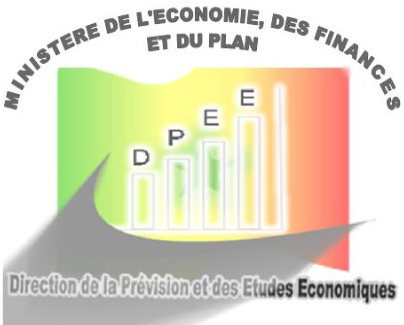 MINISTERE DE L'ECONOMIE, DES FINANCES
ET DU PLAN
D P E E
Direction de la Prévision et des Etudes Economiques